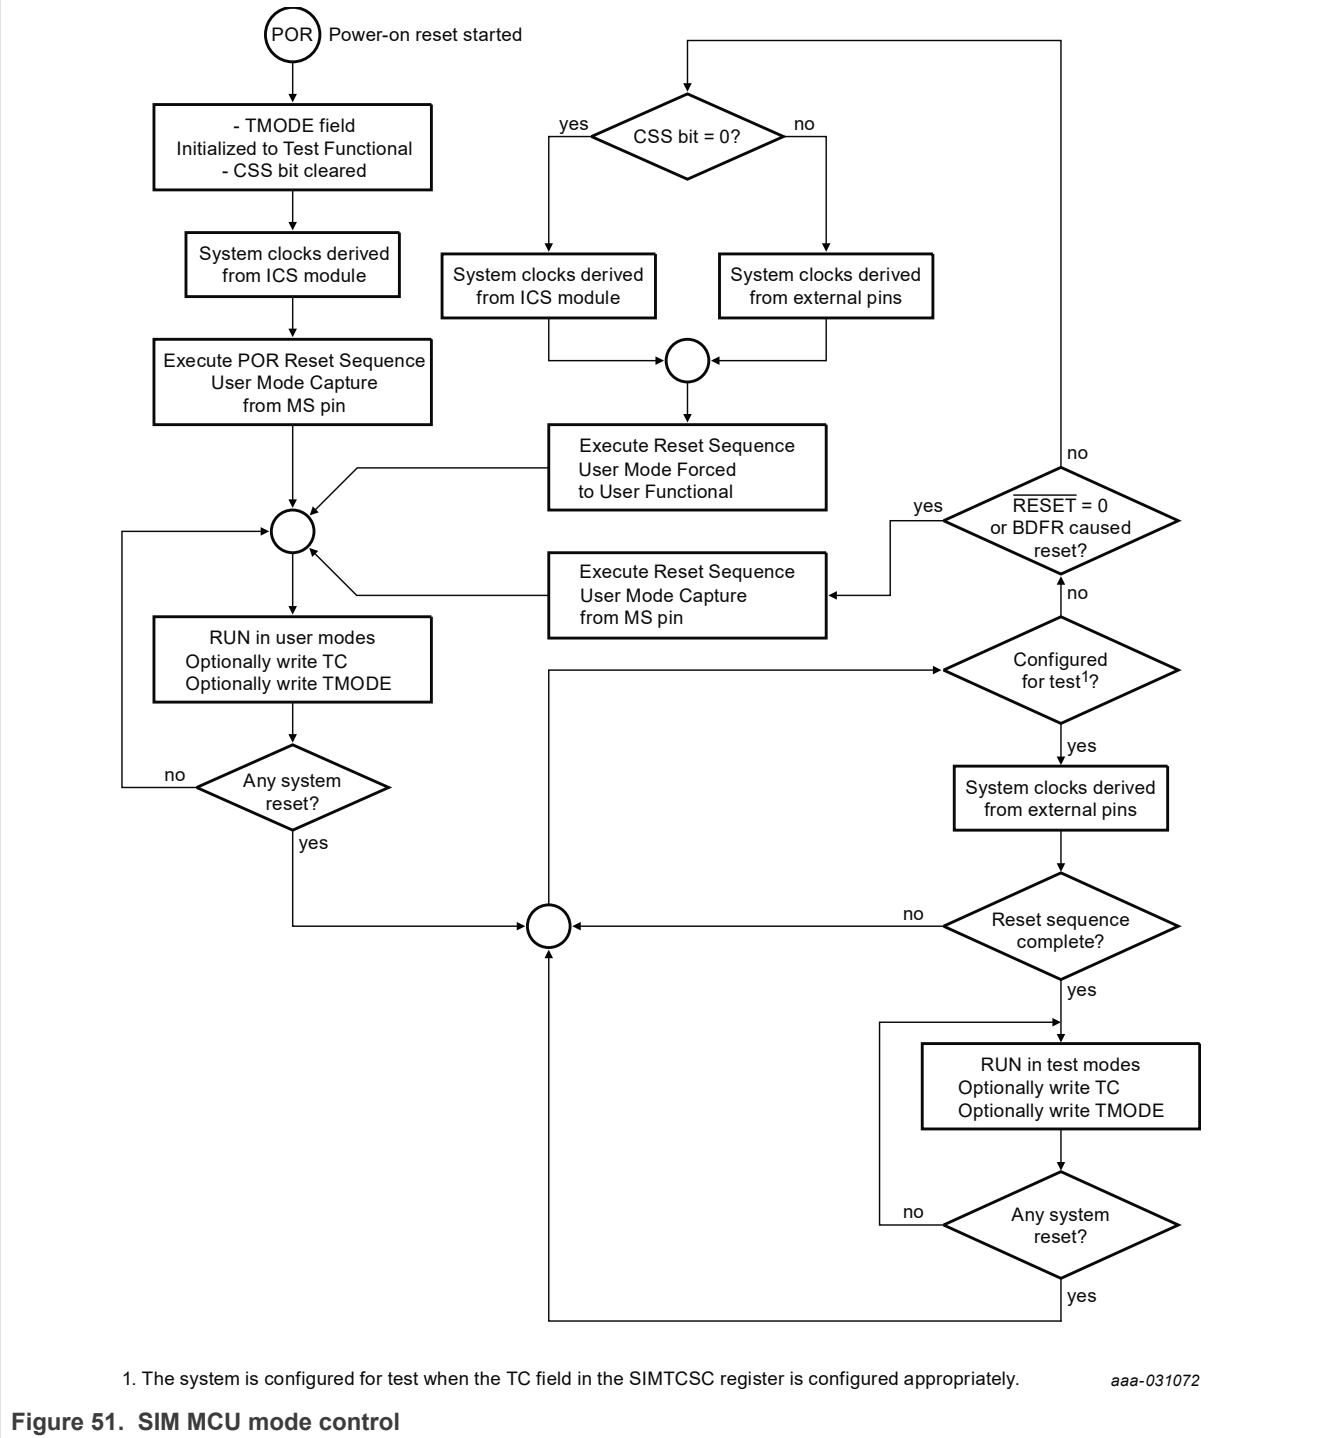 POR Power-on reset started
- TMODE field
Initialized to Test Functional
- CSS bit cleared
System clocks derived
from ICS module
Execute POR Reset Sequence
User Mode Capture
from MS pin
RUN in user modes
Optionally write TC
Optionally write TMODE
no
Any system
reset?
yes
yes
CSS bit = 0?
no
System clocks derived
from ICS module
System clocks derived
from external pins
Execute Reset Sequence
User Mode Forced
to User Functional
Execute Reset Sequence
User Mode Capture
from MS pin
no
yes
RESET = 0
or BDFR caused
reset?
no
Configured
for test1?
yes
System clocks derived
from external pins
no
Reset sequence
complete?
yes
RUN in test modes
Optionally write TC
Optionally write TMODE
no
Any system
reset?
yes
1. The system is configured for test when the TC field in the SIMTCSC register is configured appropriately.
aaa-031072
Figure 51. SIM MCU mode control